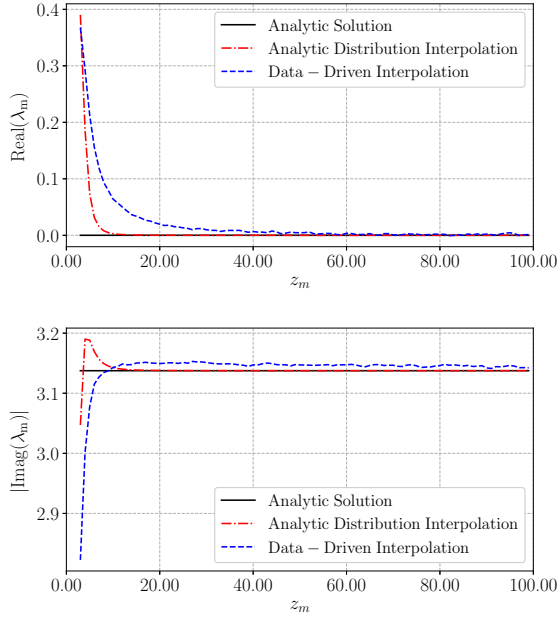 0.4
0.3
0.2
0.1
0.0
Real(λₘ)
Analytic Solution
Analytic Distribution Interpolation
Data − Driven Interpolation
0.00 20.00 40.00 60.00 80.00 100.00
zₘ
3.2
3.1
3.0
2.9
|Imag(λₘ)|
Analytic Solution
Analytic Distribution Interpolation
Data − Driven Interpolation
0.00 20.00 40.00 60.00 80.00 100.00
zₘ